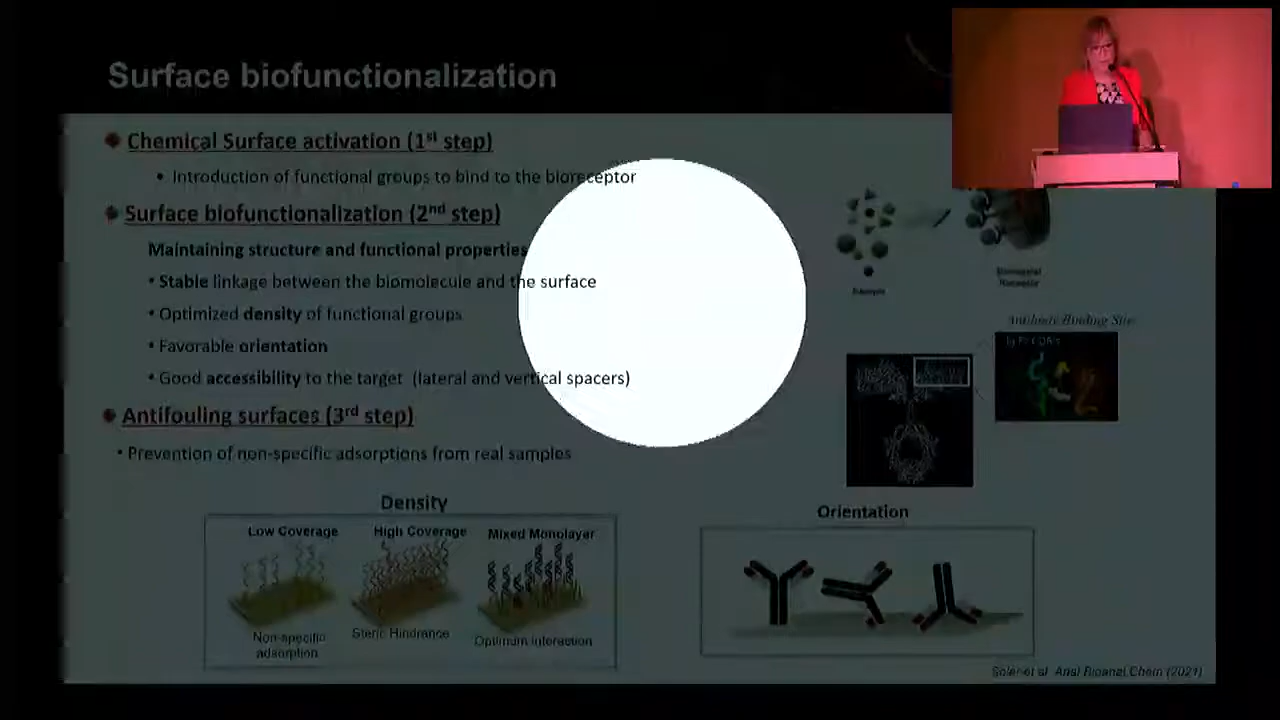 Surface biofunctionalization
Chemical Surface activation (1st step)
• Introduction of functional groups to bind to the bioreceptor
Surface biofunctionalization (2nd step)
Maintaining structure and functional properties
• Stable linkage between the biomolecule and the surface
• Optimized density of functional groups
• Favorable orientation
• Good accessibility to the target (lateral and vertical spacers)
Antifouling surfaces (3rd step)
• Prevention of non-specific adsorptions from real samples
Antibody Binding Site
Density
Low Coverage
High Coverage
Mixed Monolayer
Non-specific
adsorption
Steric Hindrance
Optimum interaction
Orientation
Soler et al Anal Bioanal Chem (2021)